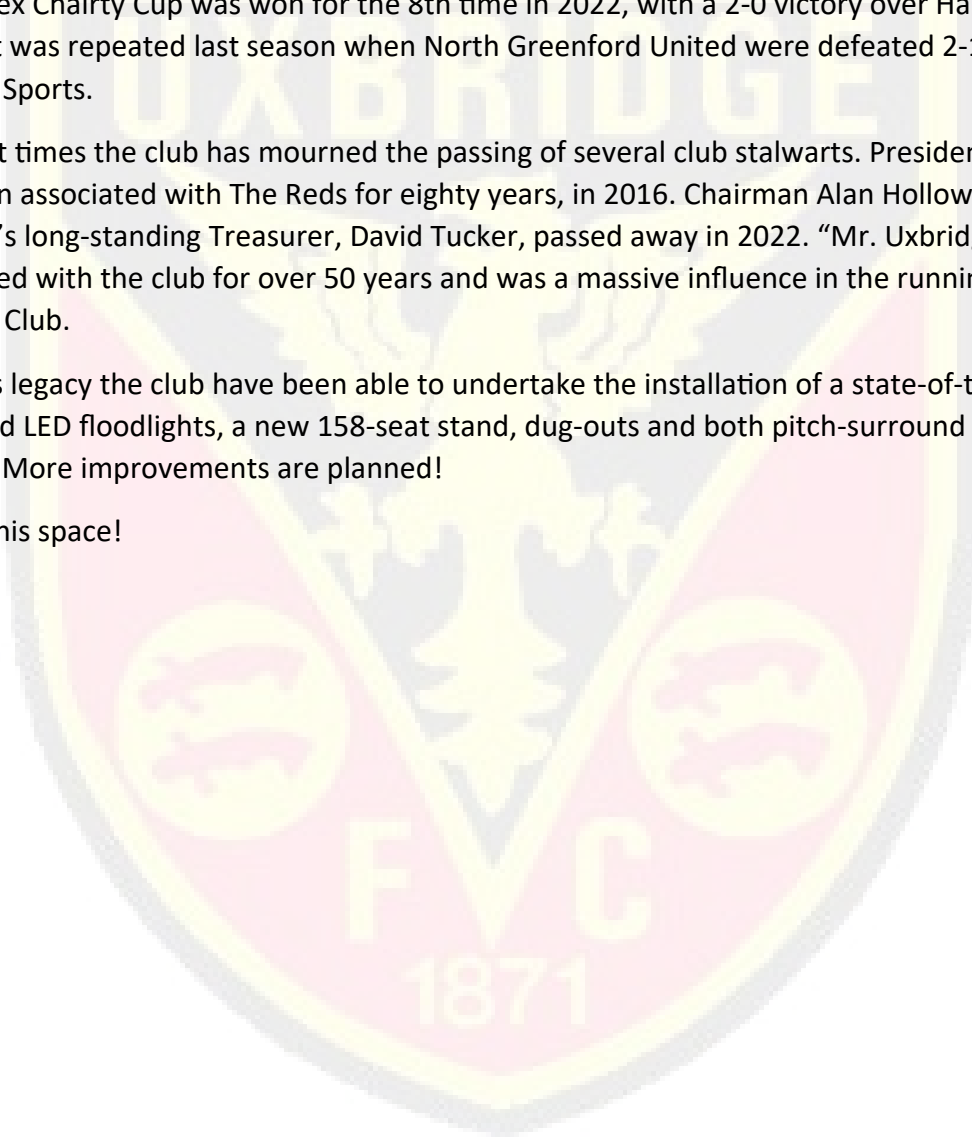 ex Chairty Cup was won for the 8th time in 2022, with a 2-0 victory over Ha
t was repeated last season when North Greenford United were defeated 2-1
Sports.
t times the club has mourned the passing of several club stalwarts. Presiden
n associated with The Reds for eighty years, in 2016. Chairman Alan Hollow
's long-standing Treasurer, David Tucker, passed away in 2022. “Mr. Uxbridg
ed with the club for over 50 years and was a massive influence in the runnin
Club.
s legacy the club have been able to undertake the installation of a state-of-t
d LED floodlights, a new 158-seat stand, dug-outs and both pitch-surround
More improvements are planned!
his space!
UXBRIDGE
F C
1871